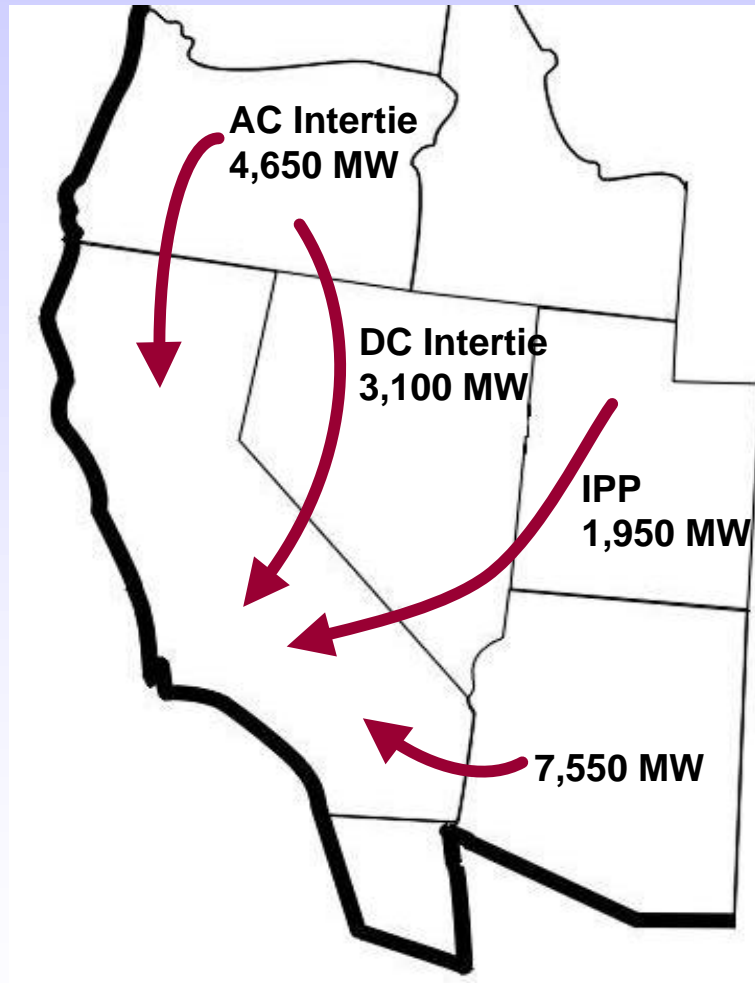 AC Intertie
4,650 MW
DC Intertie
3,100 MW
IPP
1,950 MW
7,550 MW